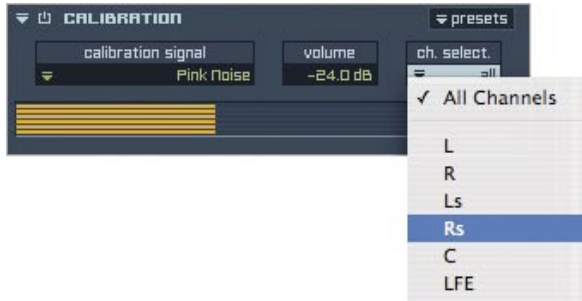 CALIBRATION presets
calibration signal volume ch. select.
Pink Noise -24.0 dB all
✓ All Channels
L
R
Ls
Rs
C
LFE